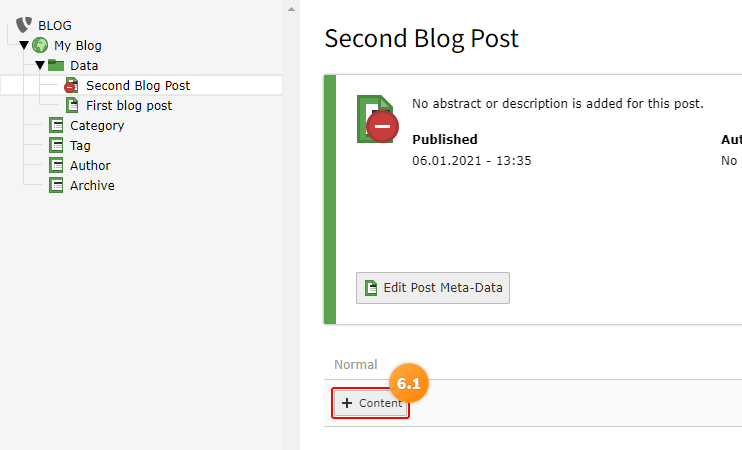 BLOG
My Blog
Data
Second Blog Post
First blog post
Category
Tag
Author
Archive
Second Blog Post
No abstract or description is added for this post.
Published Aut
06.01.2021 - 13:35 No
Edit Post Meta-Data
Normal
6.1
+ Content